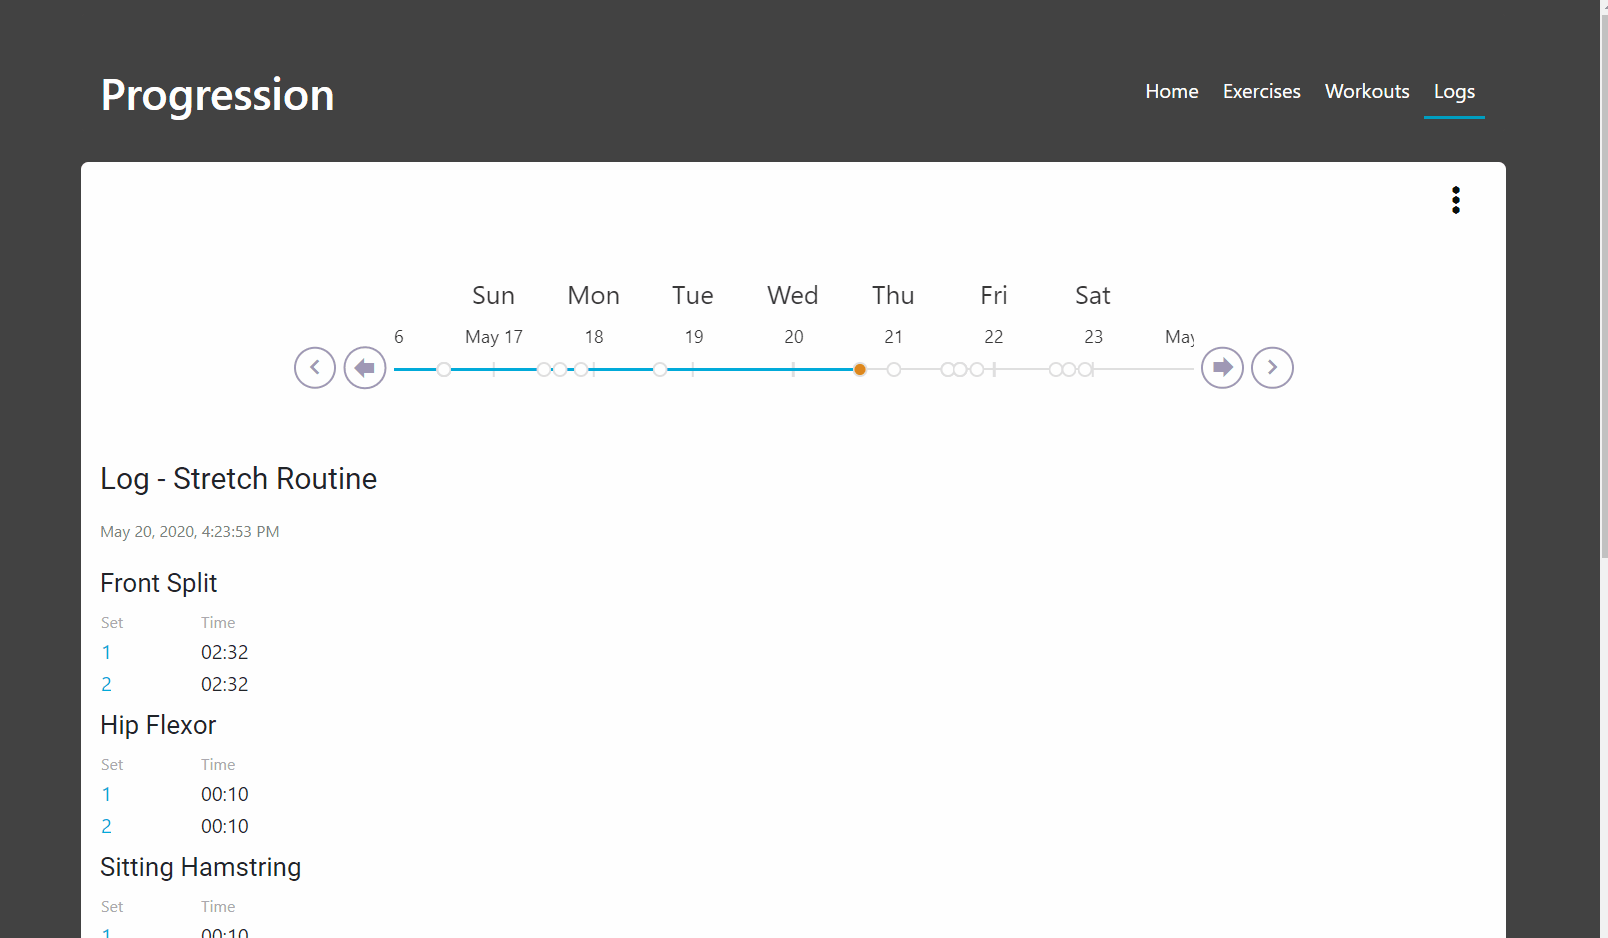 Progression
Home Exercises Workouts Logs
Sun Mon Tue Wed Thu Fri Sat
6 May 17 18 19 20 21 22 23 May
Log - Stretch Routine
May 20, 2020, 4:23:53 PM
Front Split
Set Time
1 02:32
2 02:32
Hip Flexor
Set Time
1 00:10
2 00:10
Sitting Hamstring
Set Time
1 00:10